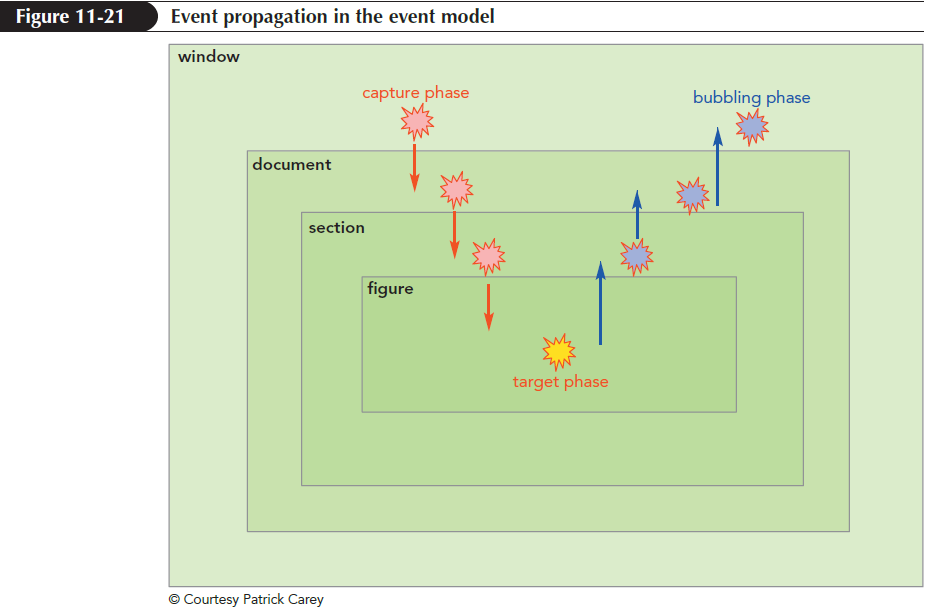 Figure 11-21 Event propagation in the event model
window
capture phase
bubbling phase
document
section
figure
target phase
© Courtesy Patrick Carey